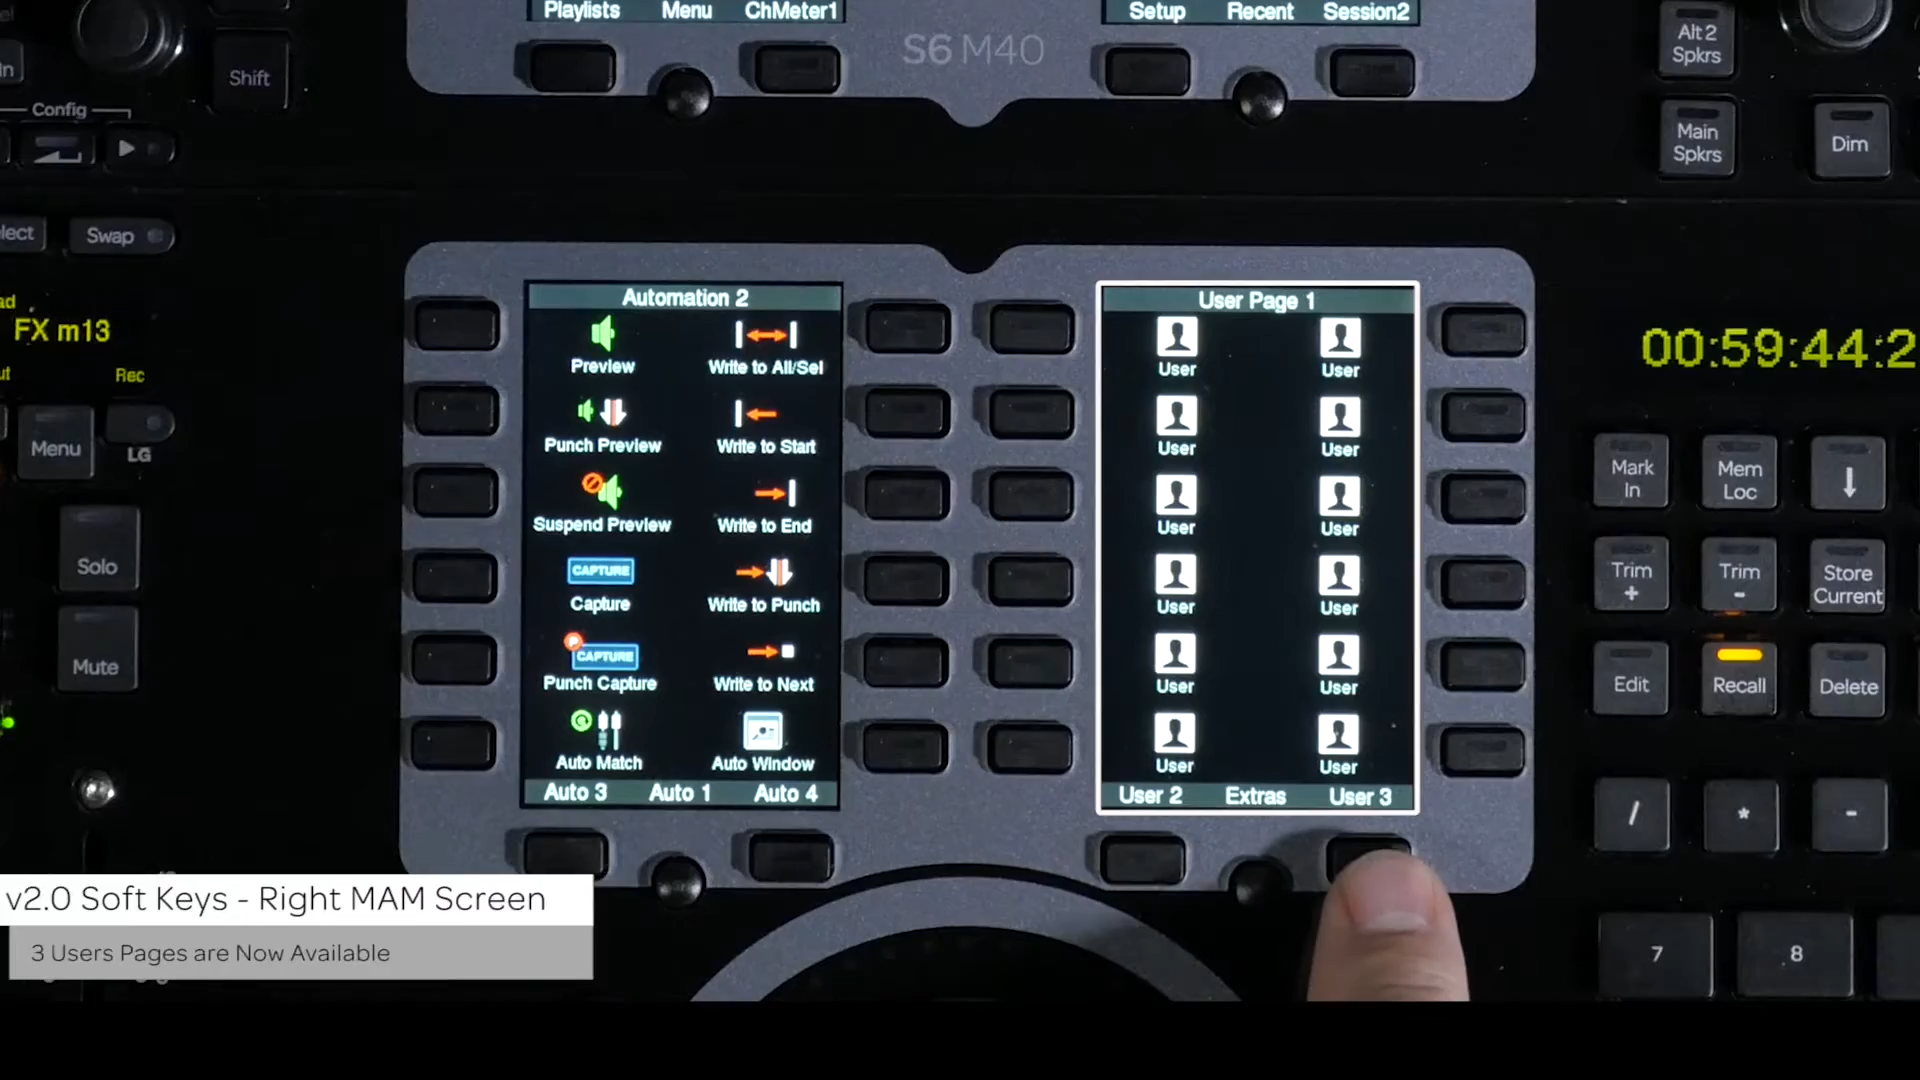 Playlists Menu ChMeter1
Setup Recent Session2
S6 M40
Alt 2
Spkrs
Shift
Config
Main
Spkrs
Dim
Swap
FX m13
Rec
Menu
LG
Solo
Mute
Automation 2
Preview
Write to All/Sel
Punch Preview
Write to Start
Suspend Preview
Write to End
CAPTURE
Capture
Write to Punch
CAPTURE
Punch Capture
Write to Next
Auto Match
Auto Window
Auto 3 Auto 1 Auto 4
User Page 1
User User
User User
User User
User User
User User
User User
User 2 Extras User 3
00:59:44:2
Mark
In
Mem
Loc
Trim
+
Trim
-
Store
Current
Edit
Recall
Delete
/ * -
7 8
v2.0 Soft Keys - Right MAM Screen
3 Users Pages are Now Available